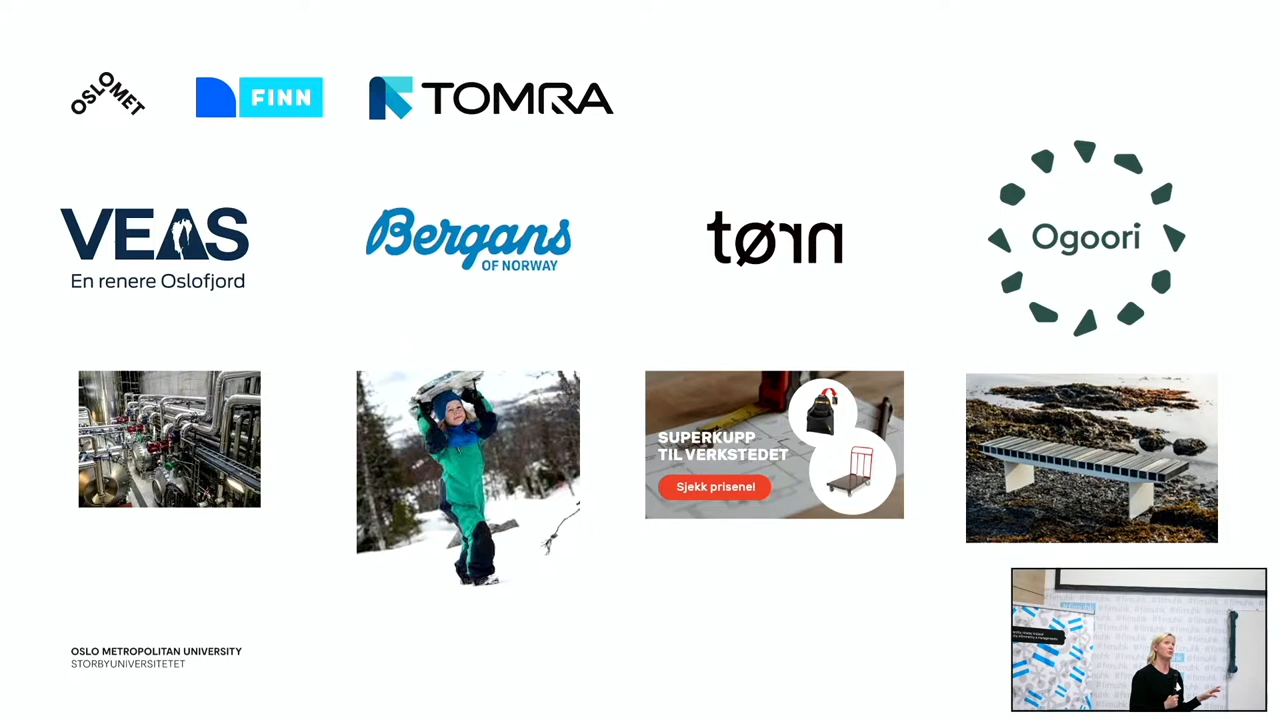 OSLOMET
FINN
TOMRA
VEAS
En renere Oslofjord
Bergans
OF NORWAY
tørn
Ogoori
SUPERKUPP
TIL VERKSTEDET
Sjekk prisene!
OSLO METROPOLITAN UNIVERSITY
STORBYUNIVERSITETET
#fimuhk